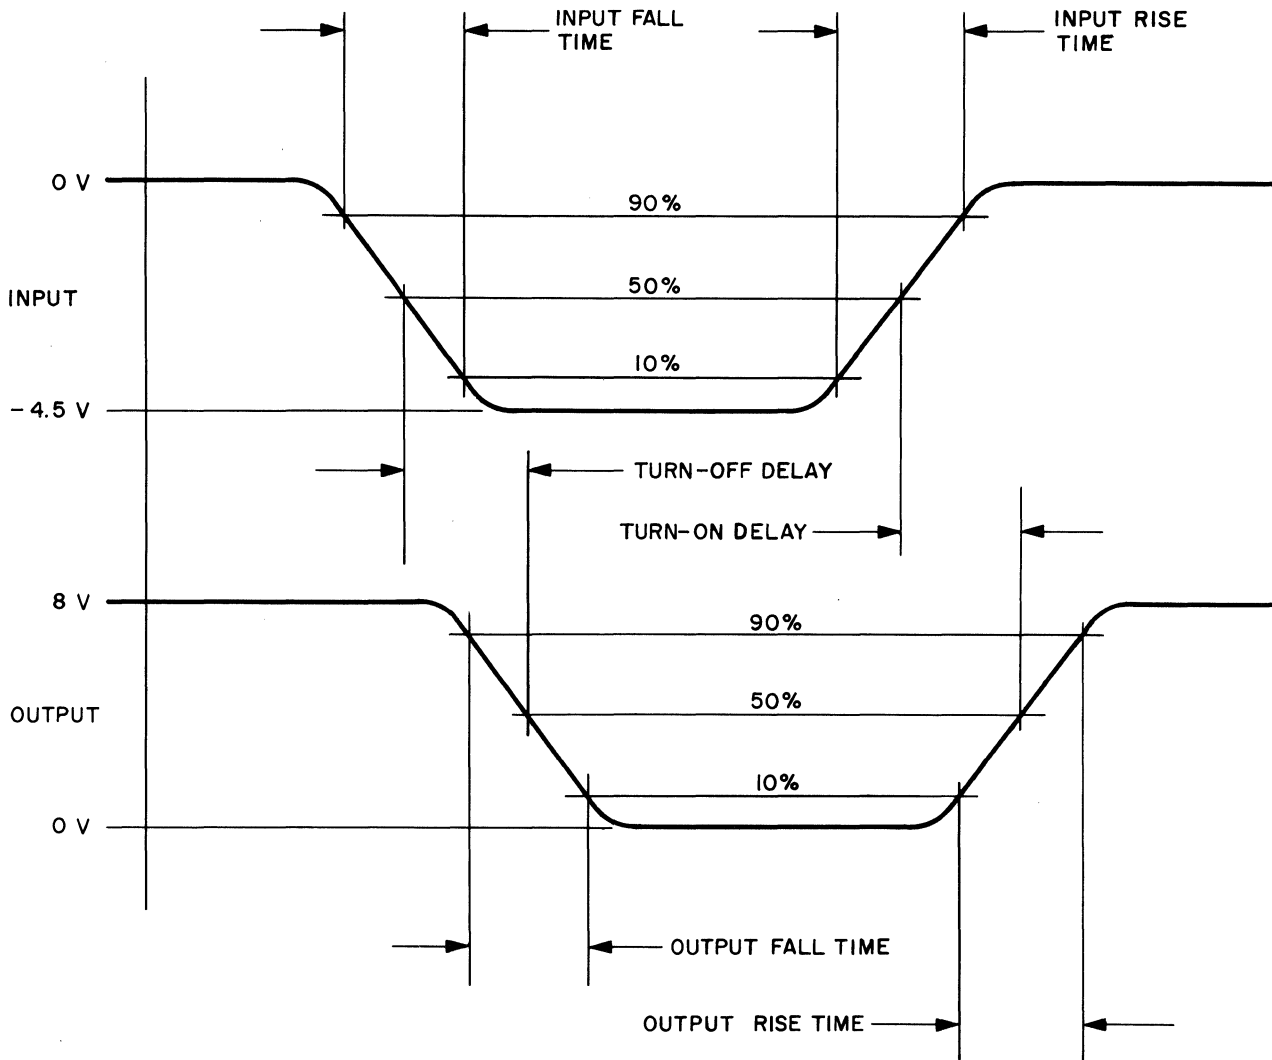 INPUT FALL
TIME
INPUT RISE
TIME
0 V
90%
INPUT
50%
10%
- 4.5 V
TURN-OFF DELAY
TURN-ON DELAY
8 V
90%
OUTPUT
50%
10%
0 V
OUTPUT FALL TIME
OUTPUT RISE TIME